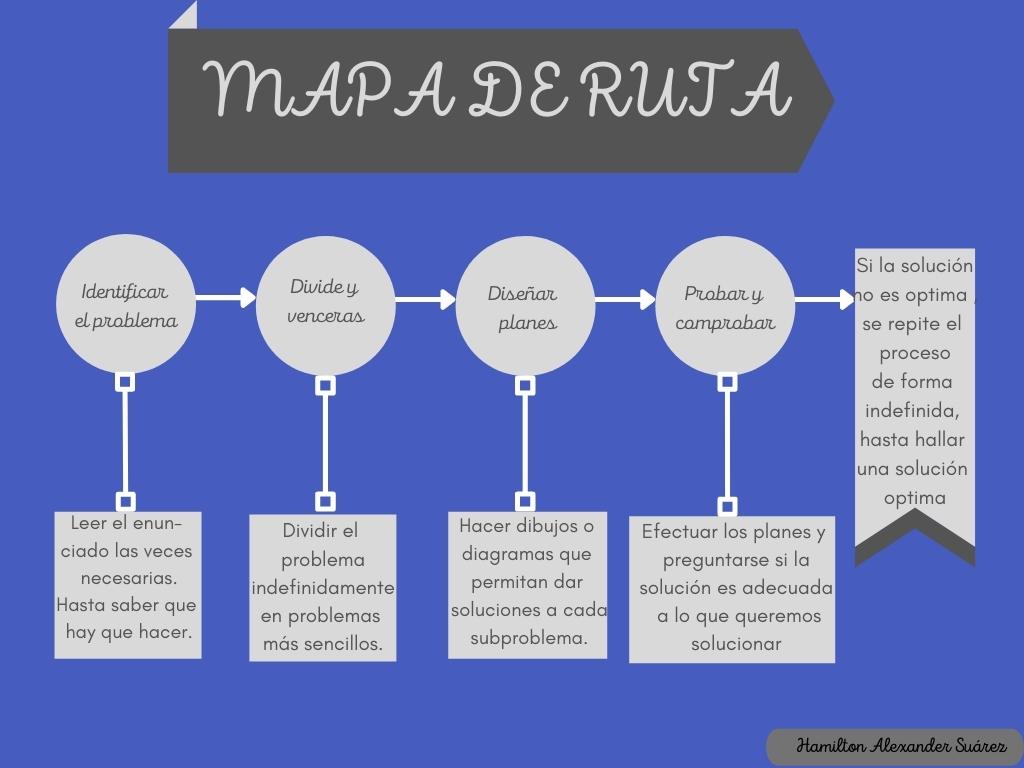 MAPA DE RUTA
Identificar
el problema
Divide y
venceras
Diseñar
planes
Probar y
comprobar
Si la solución
no es optima ,
se repite el
proceso
de forma
indefinida,
hasta hallar
una solución
optima
Leer el enun-
ciado las veces
necesarias.
Hasta saber que
hay que hacer.
Dividir el
problema
indefinidamente
en problemas
más sencillos.
Hacer dibujos o
diagramas que
permitan dar
soluciones a cada
subproblema.
Efectuar los planes y
preguntarse si la
solución es adecuada
a lo que queremos
solucionar
Hamilton Alexander Suárez